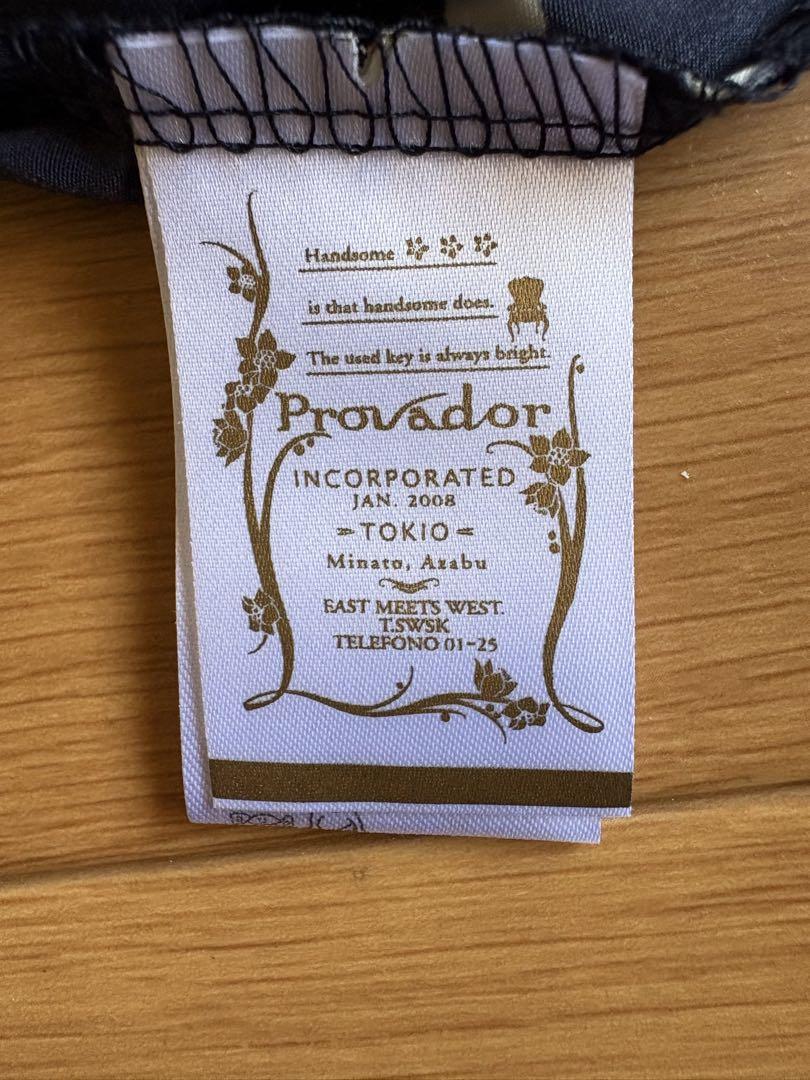 Handsome
is that handsome does.
The used key is always bright.
Provador
INCORPORATED
JAN. 2008
TOKIO
Minato, Azabu
EAST MEETS WEST.
T.SWSK
TELEFONO 01-25